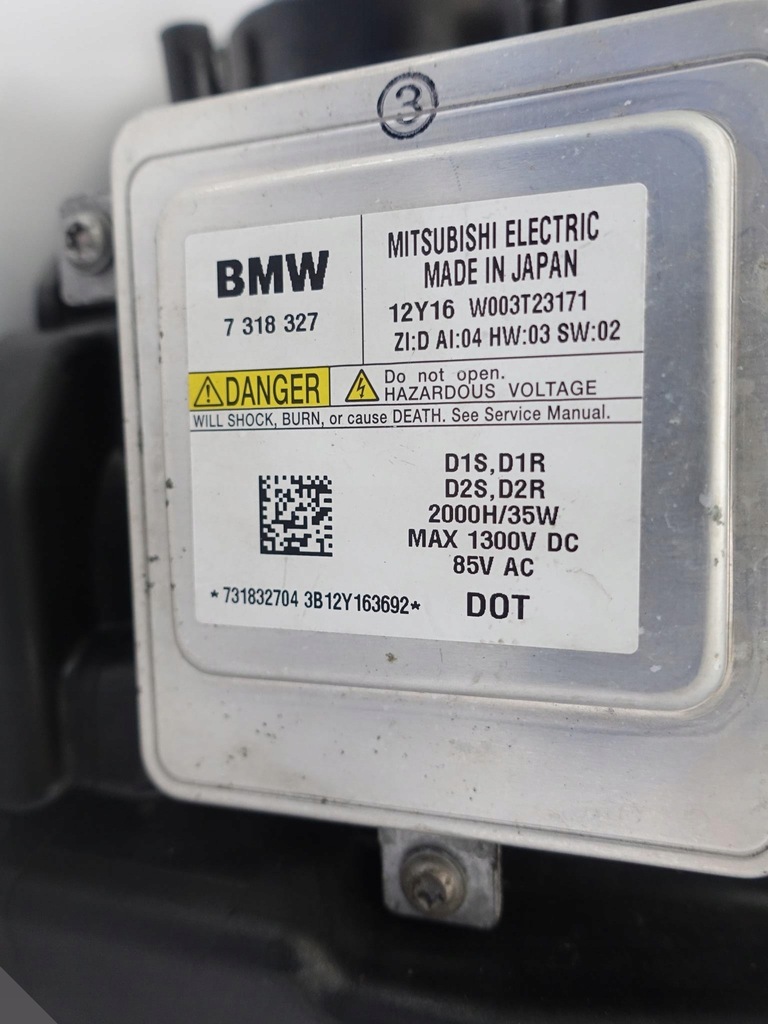 3
BMW
7 318 327
MITSUBISHI ELECTRIC
MADE IN JAPAN
12Y16 W003T23171
ZI:D AI:04 HW:03 SW:02
DANGER
Do not open.
HAZARDOUS VOLTAGE
WILL SHOCK, BURN, or cause DEATH. See Service Manual.
D1S,D1R
D2S,D2R
2000H/35W
MAX 1300V DC
85V AC
*731832704 3B12Y163692*
DOT